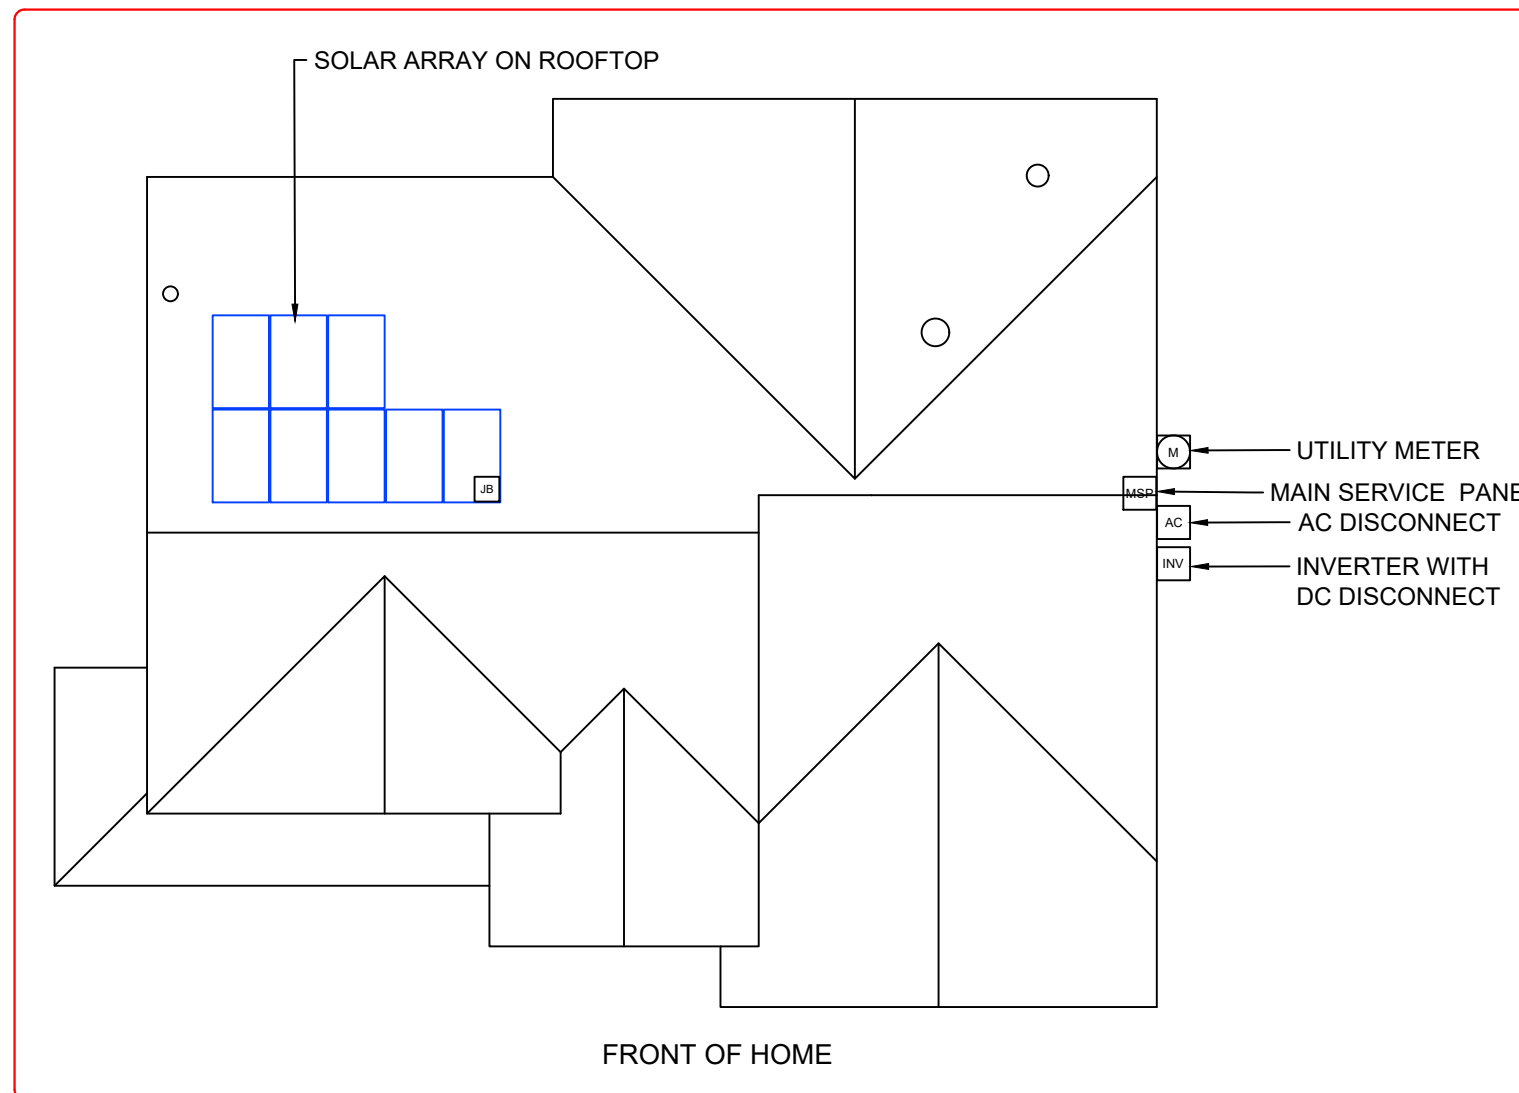 SOLAR ARRAY ON ROOFTOP
JB
M
UTILITY METER
MSP
MAIN SERVICE PANE
AC
AC DISCONNECT
INV
INVERTER WITH
DC DISCONNECT
FRONT OF HOME